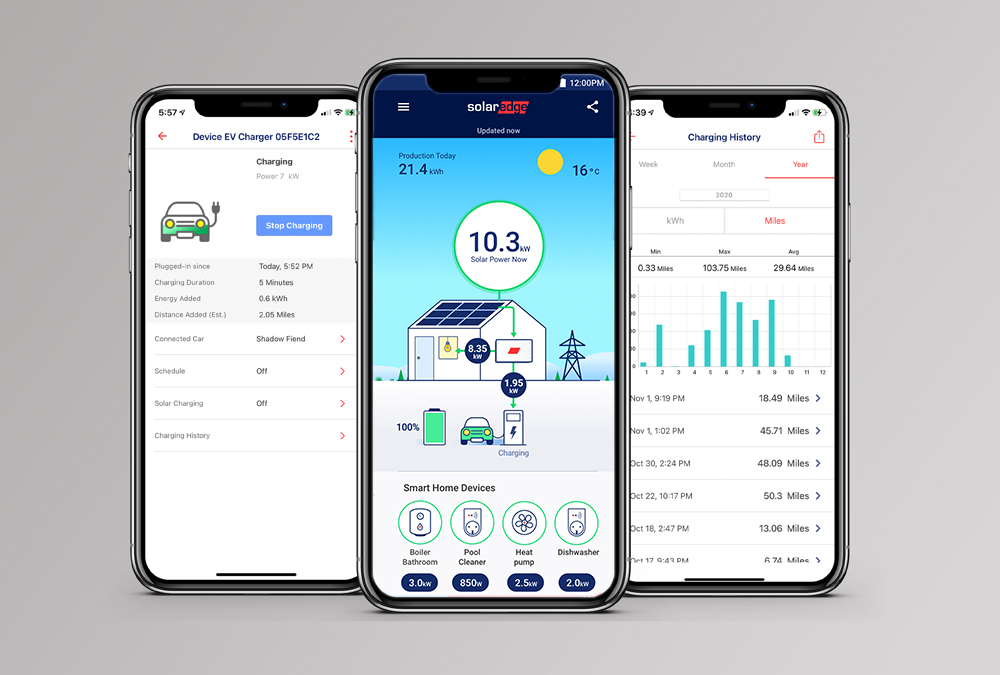 5:57
Device EV Charger 05F5E1C2
Charging
Power 7 kW
Stop Charging
Plugged-in since Today, 5:52 PM
Charging Duration 5 Minutes
Energy Added 0.6 kWh
Distance Added (Est.) 2.05 Miles
Connected Car Shadow Fiend
Schedule Off
Solar Charging Off
Charging History
12:00PM
solaredge
Updated now
Production Today
21.4 kWh
16°C
10.3 kW
Solar Power Now
8.35
kW
1.95
kW
100%
Charging
Smart Home Devices
Boiler
Bathroom
Pool
Cleaner
Heat
pump
Dishwasher
3.0kW 850W 2.5kW 2.0kW
:39
Charging History
Week Month Year
2020
kWh Miles
Min Max Avg
0.33 Miles 103.75 Miles 29.64 Miles
1 2 3 4 5 6 7 8 9 10 11 12
Nov 1, 9:19 PM 18.49 Miles
Nov 1, 1:02 PM 45.71 Miles
Oct 30, 2:24 PM 48.09 Miles
Oct 22, 10:17 PM 50.3 Miles
Oct 18, 2:47 PM 13.06 Miles
Oct 17, 9:43 PM 6.74 Miles